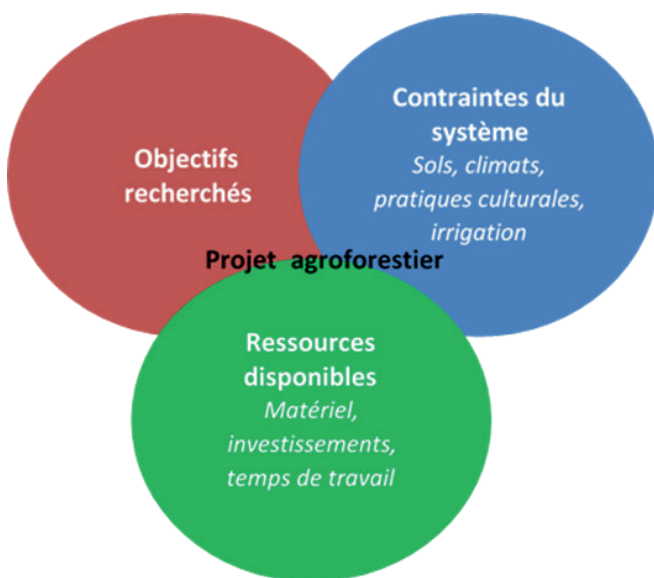 Objectifs
recherchés
Contraintes du
système
Sols, climats,
pratiques culturales,
irrigation
Projet agroforestier
Ressources
disponibles
Matériel,
investissements,
temps de travail